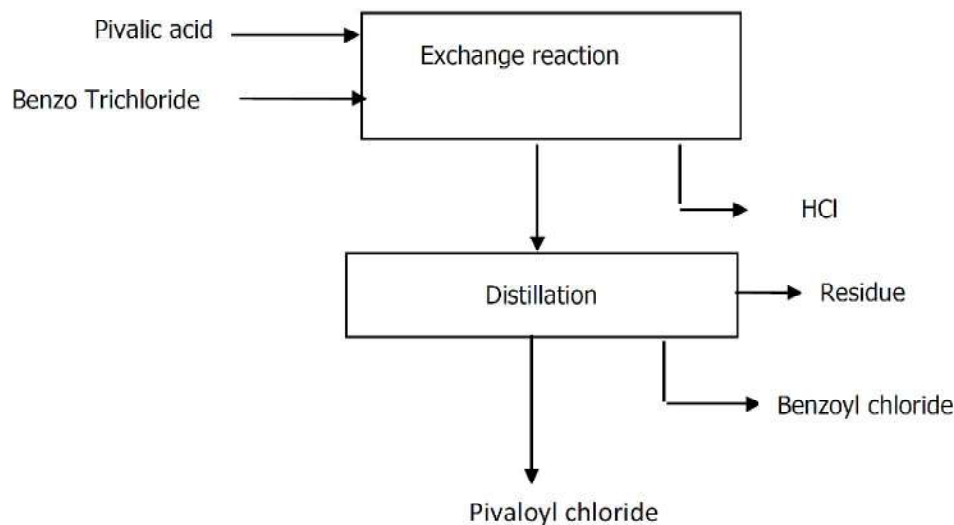 Pivalic acid
Exchange reaction
Benzo Trichloride
HCl
Distillation
Residue
Benzoyl chloride
Pivaloyl chloride